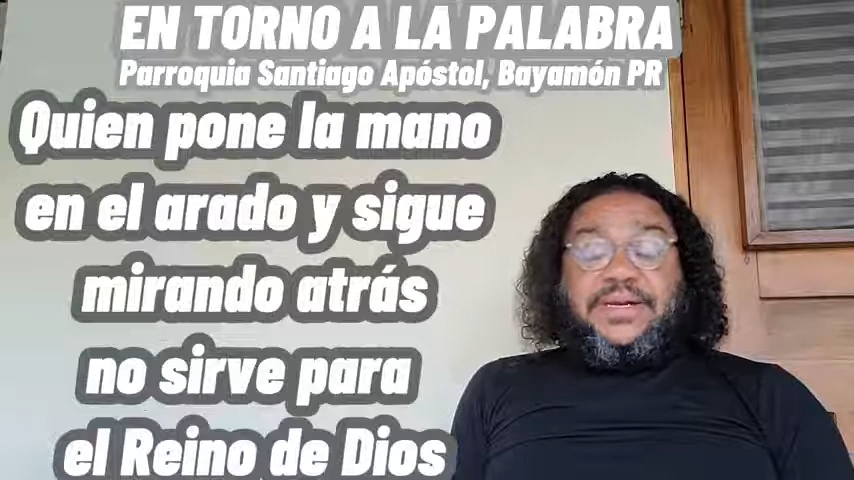 EN TORNO A LA PALABRA
Parroquia Santiago Apóstol, Bayamón PR
Quien pone la mano
en el arado y sigue
mirando atrás
no sirve para
el Reino de Dios